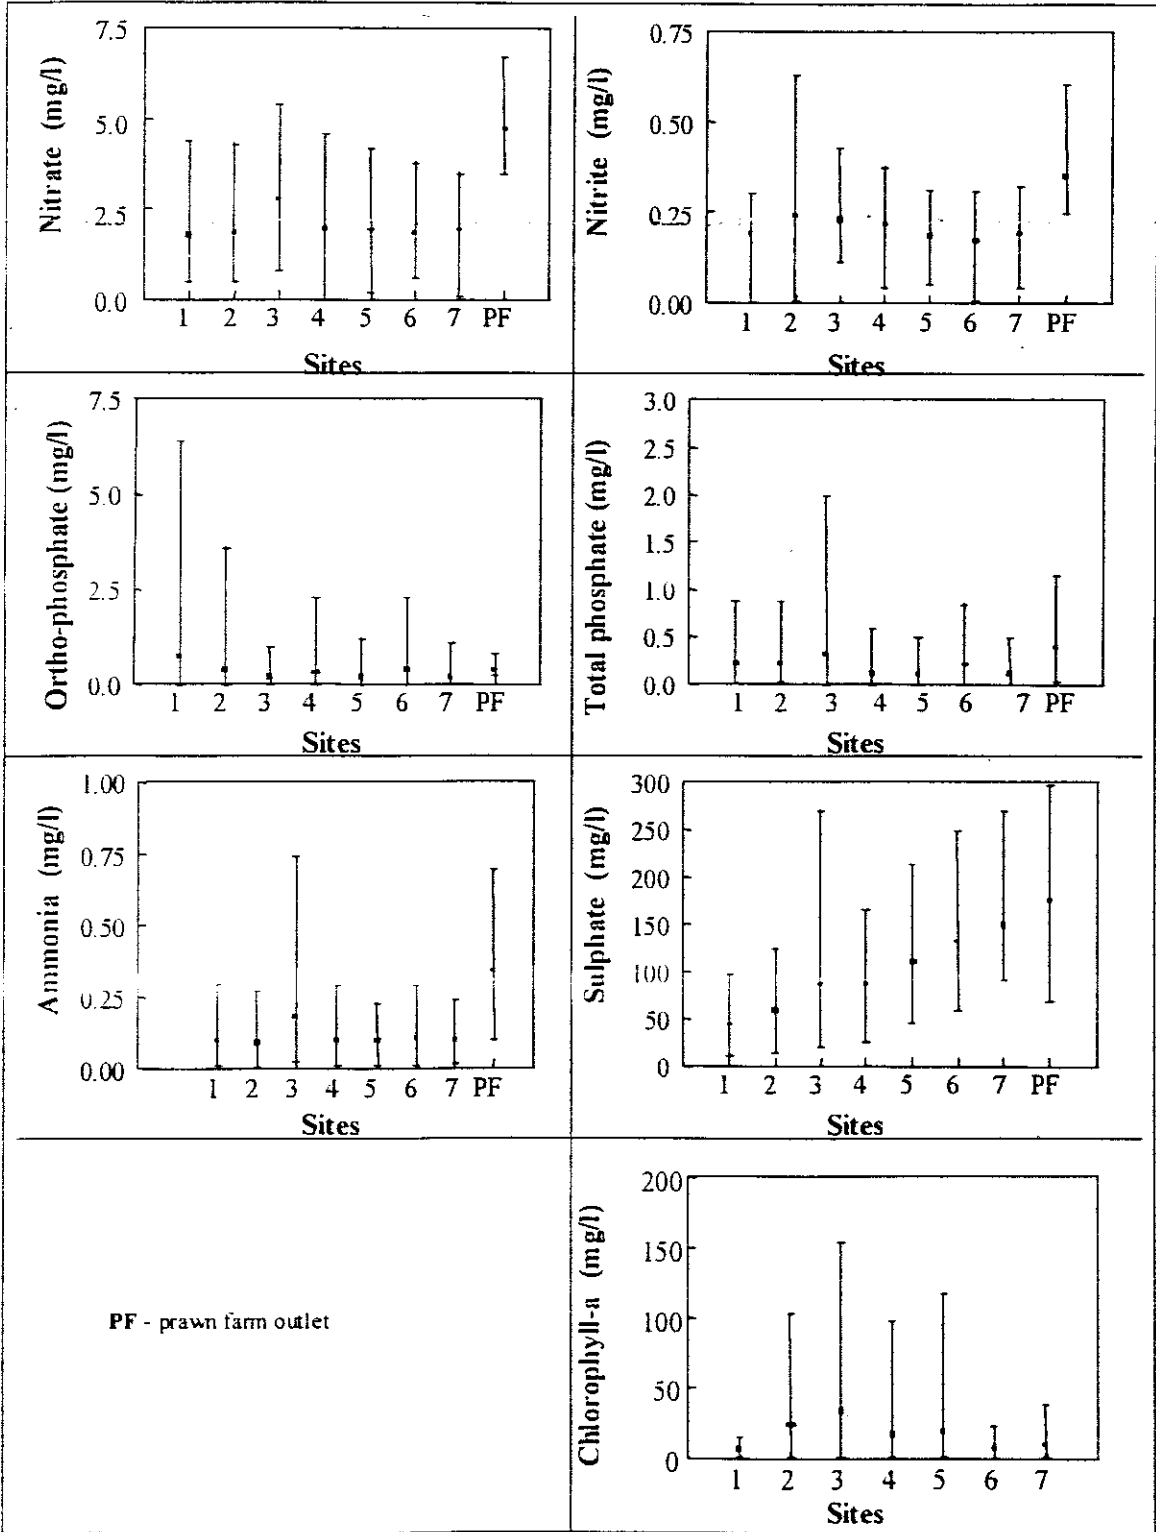 Nitrate (mg/l)
7.5
5.0
2.5
0.0
1 2 3 4 5 6 7 PF
Sites
Nitrite (mg/l)
0.75
0.50
0.25
0.00
1 2 3 4 5 6 7 PF
Sites
Ortho-phosphate (mg/l)
7.5
5.0
2.5
0.0
1 2 3 4 5 6 7 PF
Sites
Total phosphate (mg/l)
3.0
2.5
2.0
1.5
1.0
0.5
0.0
1 2 3 4 5 6 7 PF
Sites
Ammonia (mg/l)
1.00
0.75
0.50
0.25
0.00
1 2 3 4 5 6 7 PF
Sites
Sulphate (mg/l)
300
250
200
150
100
50
0
1 2 3 4 5 6 7 PF
Sites
PF - prawn farm outlet
Chlorophyll-a (mg/l)
200
150
100
50
0
1 2 3 4 5 6 7
Sites